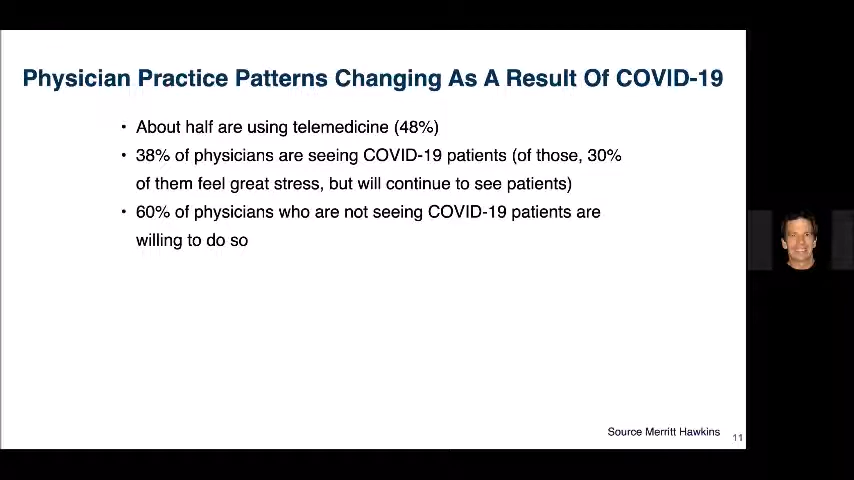 Physician Practice Patterns Changing As A Result Of COVID-19
• About half are using telemedicine (48%)
• 38% of physicians are seeing COVID-19 patients (of those, 30%
of them feel great stress, but will continue to see patients)
• 60% of physicians who are not seeing COVID-19 patients are
willing to do so
Source Merritt Hawkins
11